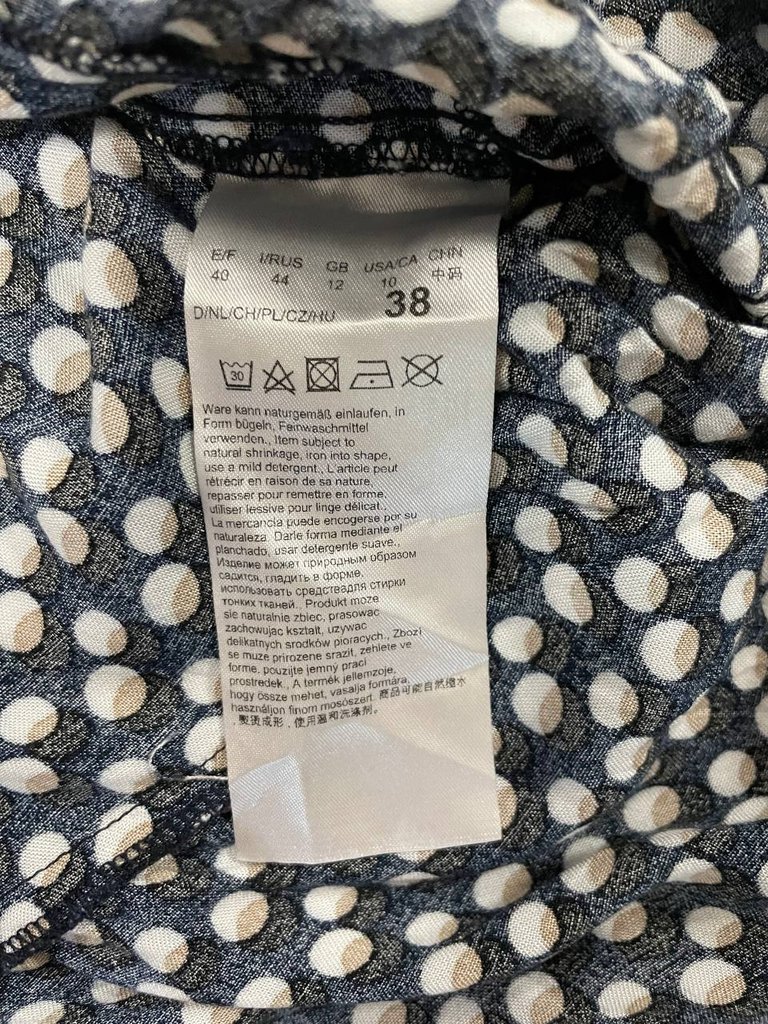 E/F I/RUS GB USA/CA CHN
40 44 12 10 中码
D/NL/CH/PL/CZ/HU 38
30
Ware kann naturgemäß einlaufen, in
Form bügeln, Feinwaschmittel
verwenden., Item subject to
natural shrinkage, iron into shape,
use a mild detergent., L'article peut
rétrécir en raison de sa nature,
repasser pour remettre en forme,
utiliser lessive pour linge délicat.,
La mercancía puede encogerse por su
naturaleza. Darle forma mediante el
planchado, usar detergente suave.,
Изделие может природным образом
садится, гладить в форме,
использовать средствадля стирки
тонких тканей., Produkt moze
sie naturalnie zbiec, prasowac
zachowujac ksztalt, uzywac
delikatnych srodków pioracych., Zbozi
se muze prirozene srazit, zehlete ve
forme, pouzijte jemny praci
prostredek., A termék jellemzoje,
hogy össze mehet, vasalja formára,
használjon finom mosószert. 商品可能自然缩水
，熨烫成形，使用温和洗涤剂。